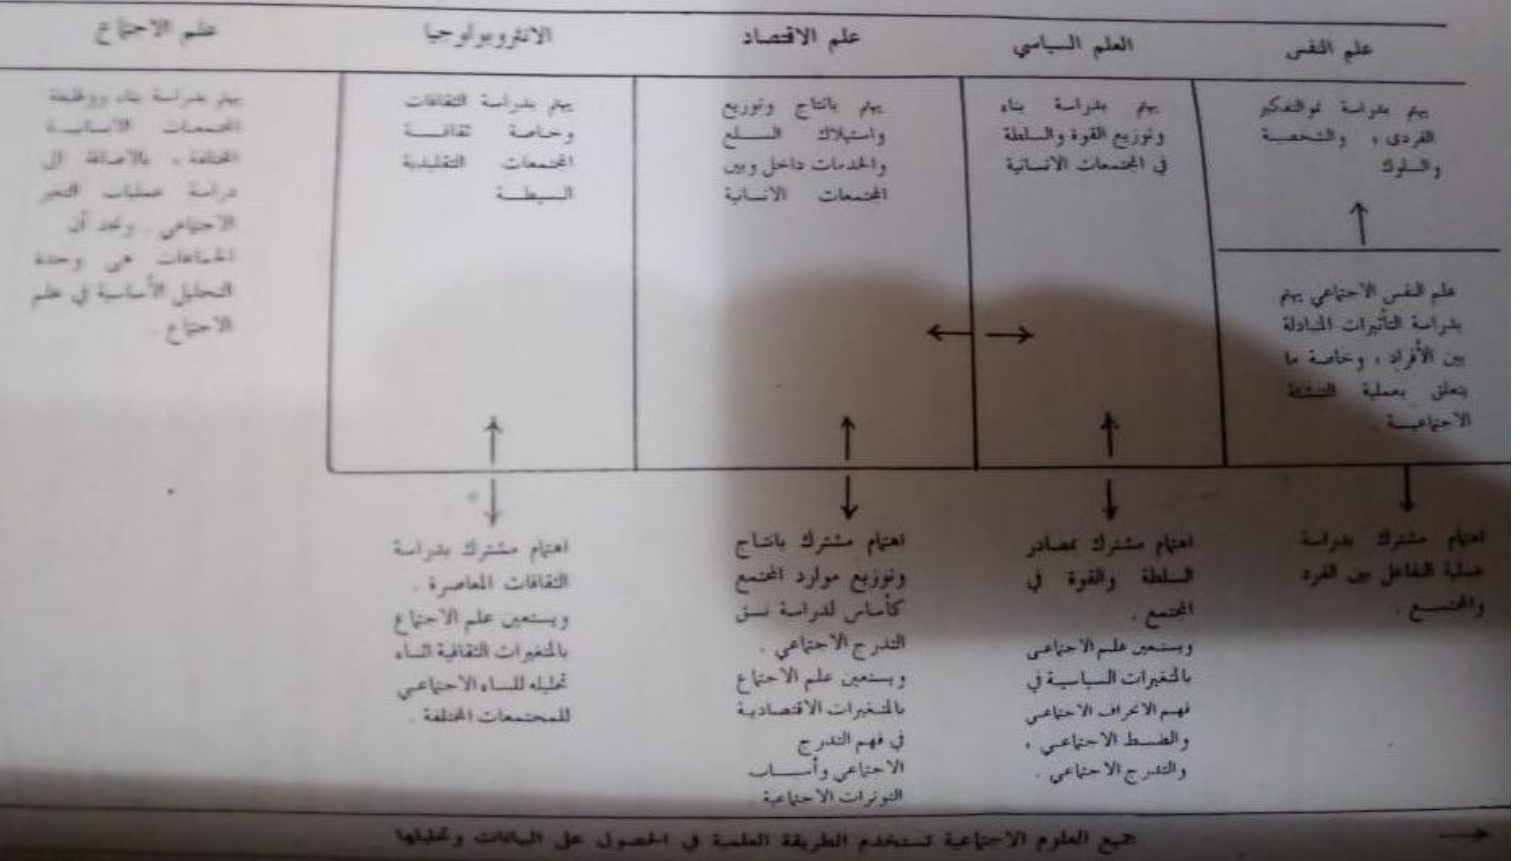 علم النفس
العلم السياسي
علم الاقتصاد
الانثروبولوجيا
علم الاجتماع
يهتم بدراسة نمو التفكير
الفردى ، والشخصية
والسلوك
علم النفس الاجتماعي يهتم
بدراسة التأثيرات المتبادلة
بين الأفراد ، وخاصة ما
يتعلق بعملية التنشئة
الاجتماعية .
اهتمام مشترك بدراسة
عملية التفاعل بين الفرد
والمجتمع .
يهتم بدراسة بناء
وتوزيع القوة والسلطة
في المجتمعات الانسانية
اهتمام مشترك بمصادر
السلطة والقوة في
المجتمع .
ويستعين علم الاجتماعى
بالمتغيرات السياسية في
فهم الانحراف الاجتماعى
والضبط الاجتماعي ،
والتدرج الاجتماعي .
يهتم بانتاج وتوزيع
واستهلاك السلع
والخدمات داخل وبين
المجتمعات الانسانية
اهتمام مشترك بانتاج
وتوزيع موارد المجتمع
كأساس لدراسة نسق
التدرج الاجتماعي .
ويستعين علم الاجتماع
بالمتغيرات الاقتصادية
في فهم التدرج
الاجتماعي وأسباب
التوترات الاجتماعية .
يهتم بدراسة الثقافات
وخاصة ثقافة
المجتمعات التقليدية
البسيطة
اهتمام مشترك بدراسة
الثقافات المعاصرة .
ويستعين علم الاجتماع
بالمتغيرات الثقافية اثناء
تحليله للبناء الاجتماعي
للمجتمعات المختلفة .
يهتم بدراسة بناء ووظيفة
المجتمعات الانسانية
المختلفة ، بالاضافة الى
دراسة عمليات التغير
الاجتماعي . ونجد أن
الجماعات هى وحدة
التحليل الأساسية في علم
الاجتماع .
جميع العلوم الاجتماعية تستخدم الطريقة العلمية في الحصول على البيانات وتحليلها